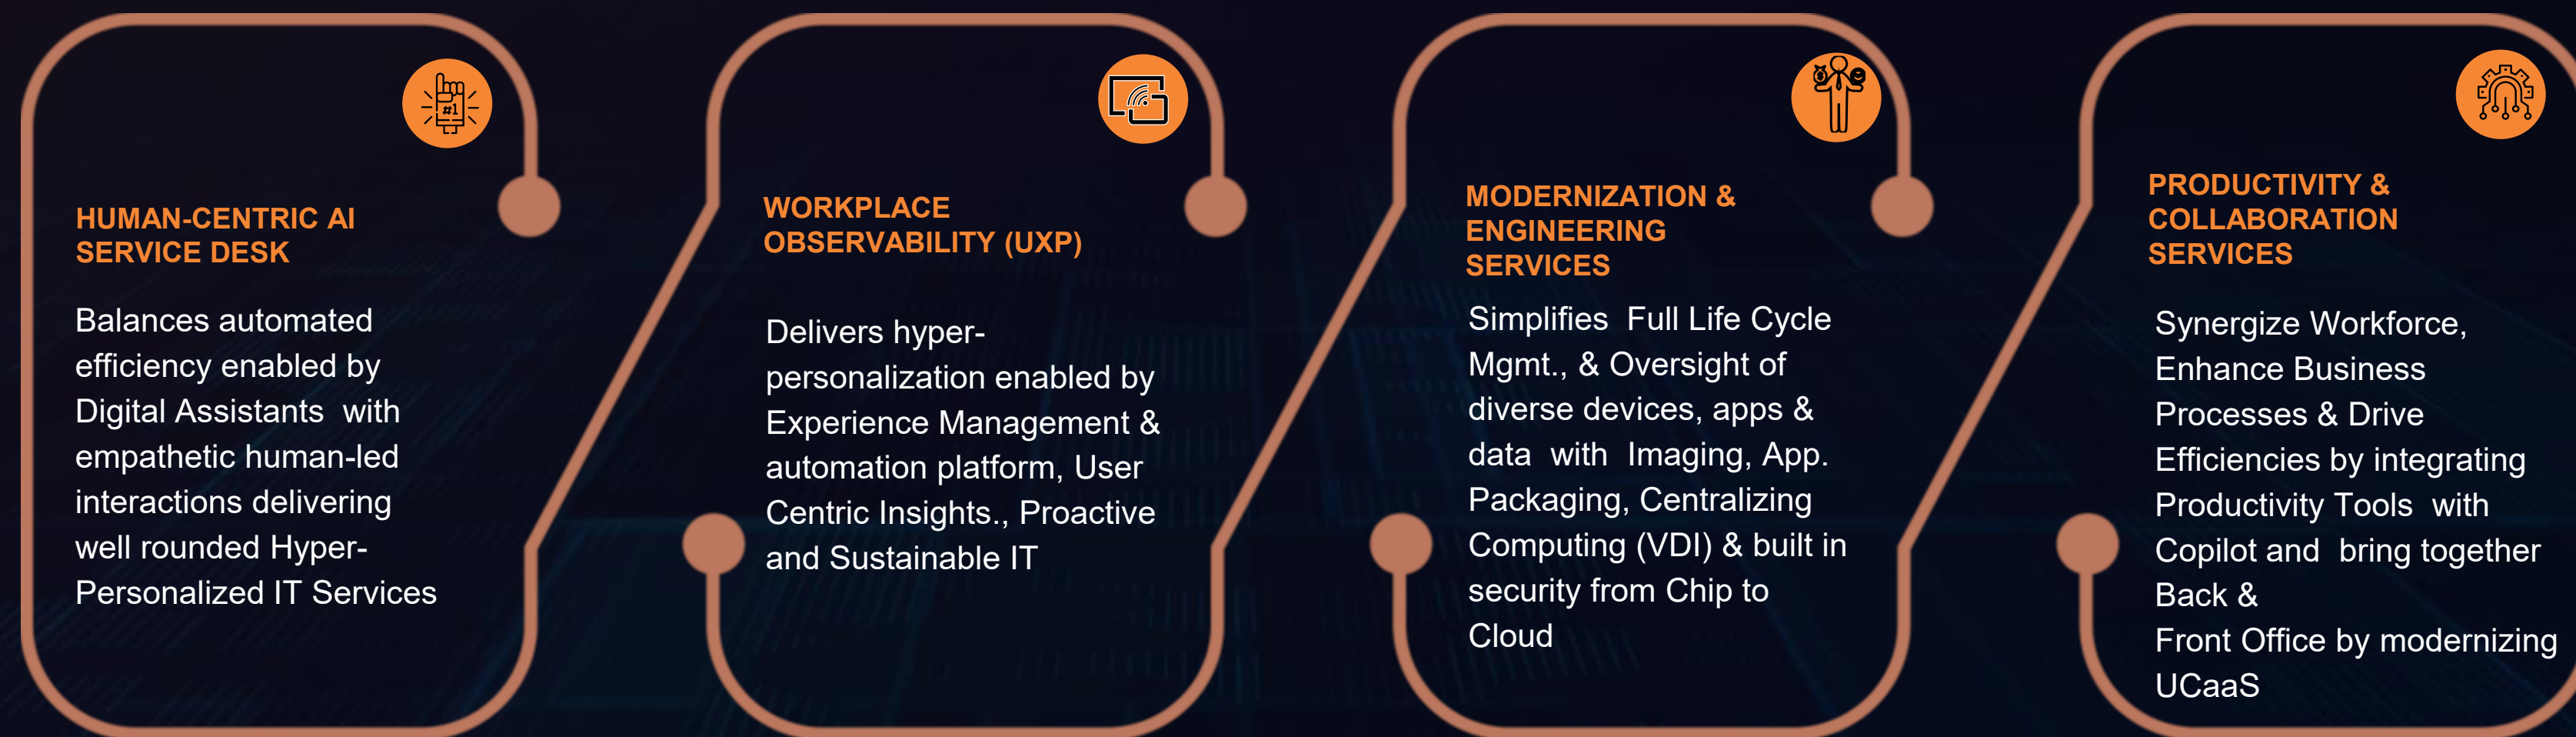 #1
HUMAN-CENTRIC AI
SERVICE DESK
Balances automated
efficiency enabled by
Digital Assistants  with
empathetic human-led
interactions delivering
well rounded Hyper-
Personalized IT Services
WORKPLACE
OBSERVABILITY (UXP)
Delivers hyper-
personalization enabled by
Experience Management &
automation platform, User
Centric Insights., Proactive
and Sustainable IT
MODERNIZATION &
ENGINEERING
SERVICES
Simplifies  Full Life Cycle
Mgmt., & Oversight of
diverse devices, apps &
data  with  Imaging, App.
Packaging, Centralizing
Computing (VDI) & built in
security from Chip to
Cloud
PRODUCTIVITY &
COLLABORATION
SERVICES
Synergize Workforce,
Enhance Business
Processes & Drive
Efficiencies by integrating
Productivity Tools  with
Copilot and  bring together
Back &
Front Office by modernizing
UCaaS